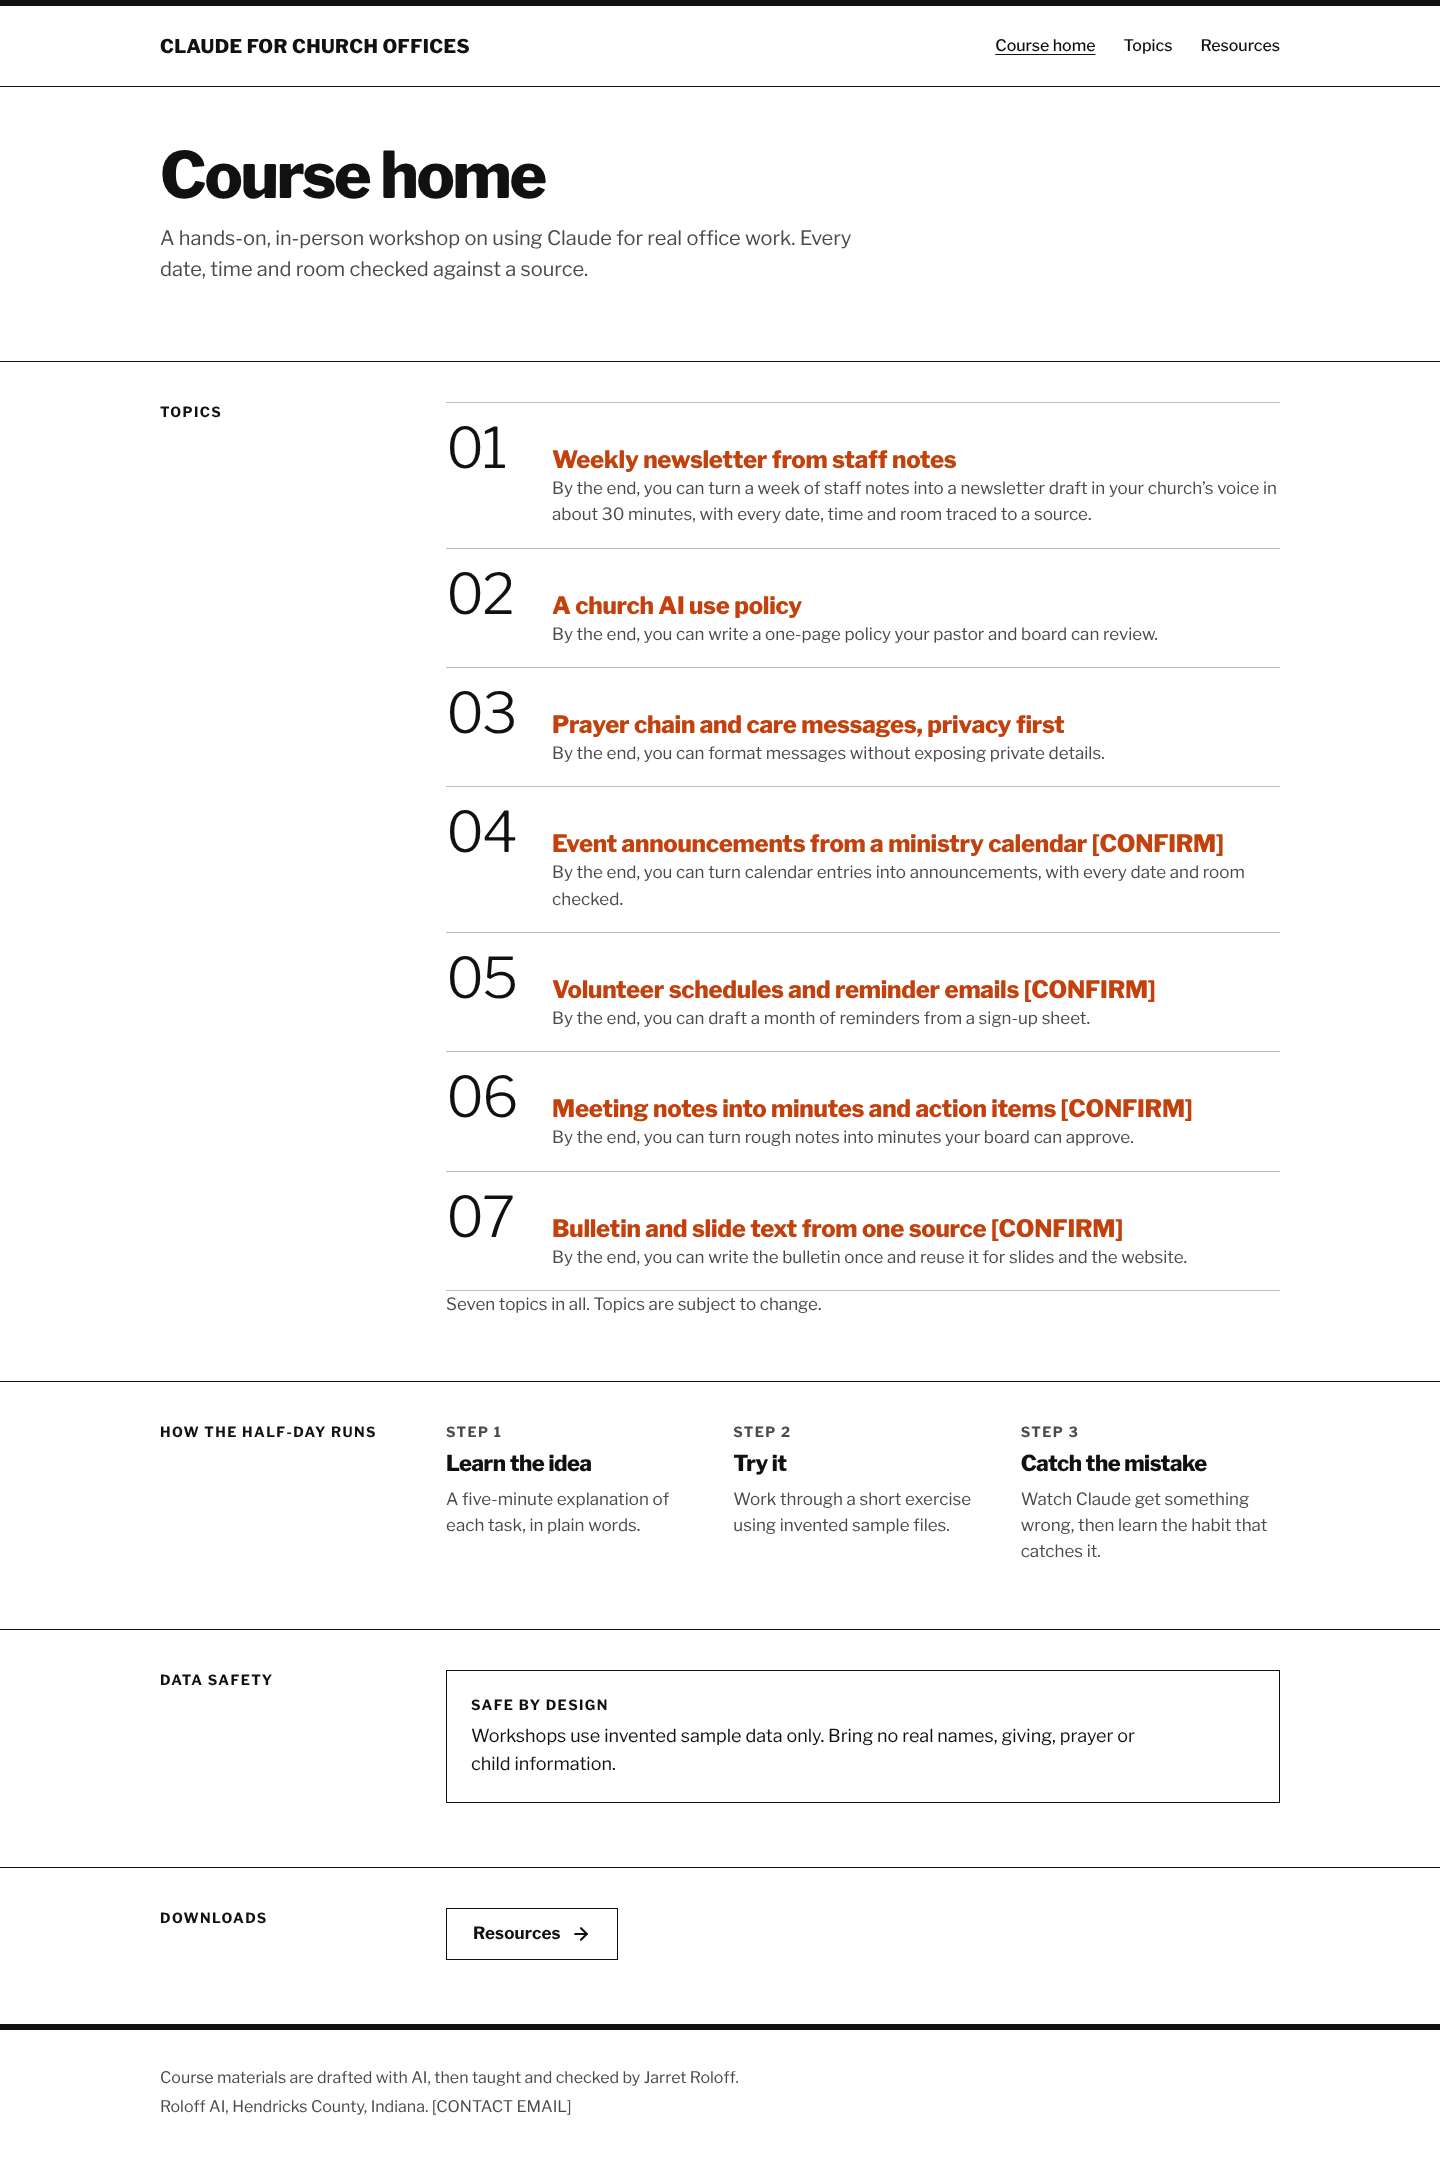 CLAUDE FOR CHURCH OFFICES
Course home
Topics
Resources
Course home
A hands-on, in-person workshop on using Claude for real office work. Every
date, time and room checked against a source.
TOPICS
01
Weekly newsletter from staff notes
By the end, you can turn a week of staff notes into a newsletter draft in your church’s voice in
about 30 minutes, with every date, time and room traced to a source.
02
A church AI use policy
By the end, you can write a one-page policy your pastor and board can review.
03
Prayer chain and care messages, privacy first
By the end, you can format messages without exposing private details.
04
Event announcements from a ministry calendar [CONFIRM]
By the end, you can turn calendar entries into announcements, with every date and room
checked.
05
Volunteer schedules and reminder emails [CONFIRM]
By the end, you can draft a month of reminders from a sign-up sheet.
06
Meeting notes into minutes and action items [CONFIRM]
By the end, you can turn rough notes into minutes your board can approve.
07
Bulletin and slide text from one source [CONFIRM]
By the end, you can write the bulletin once and reuse it for slides and the website.
Seven topics in all. Topics are subject to change.
HOW THE HALF-DAY RUNS
STEP 1
Learn the idea
A five-minute explanation of
each task, in plain words.
STEP 2
Try it
Work through a short exercise
using invented sample files.
STEP 3
Catch the mistake
Watch Claude get something
wrong, then learn the habit that
catches it.
DATA SAFETY
SAFE BY DESIGN
Workshops use invented sample data only. Bring no real names, giving, prayer or
child information.
DOWNLOADS
Resources →
Course materials are drafted with AI, then taught and checked by Jarret Roloff.
Roloff AI, Hendricks County, Indiana. [CONTACT EMAIL]